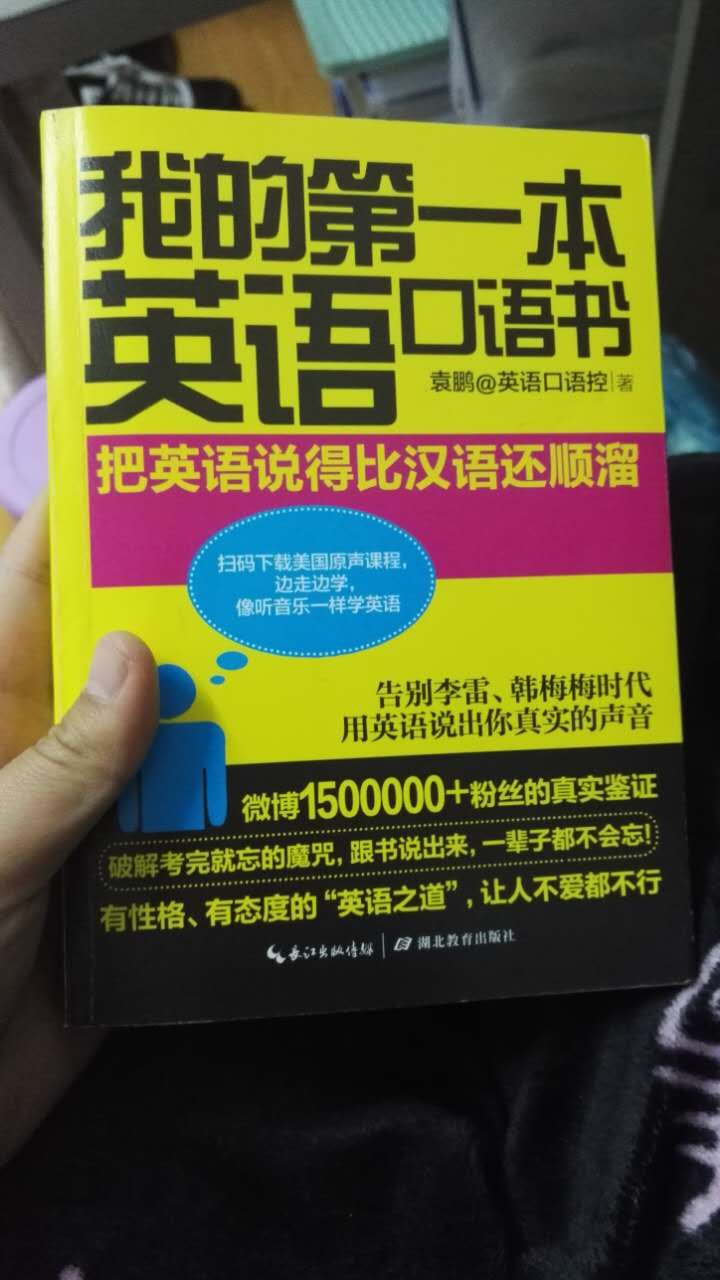 我的第一本
英语口语书
袁鹏@英语口语控|著
把英语说得比汉语还顺溜
扫码下载美国原声课程，
边走边学，
像听音乐一样学英语
告别李雷、韩梅梅时代
用英语说出你真实的声音
微博1500000+粉丝的真实鉴证
破解考完就忘的魔咒，跟书说出来，一辈子都不会忘！
有性格、有态度的“英语之道”，让人不爱都不行
长江出版传媒 | 湖北教育出版社